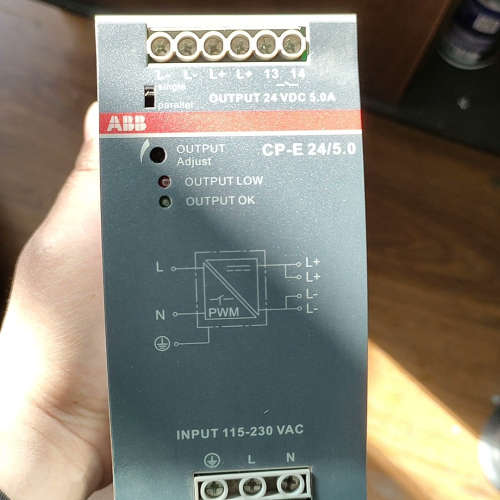 L- L- L+ L+ 13 14
single
parallel
OUTPUT 24 VDC 5.0A
ABB
OUTPUT
Adjust
CP-E 24/5.0
OUTPUT LOW
OUTPUT OK
L
L+
L+
N
PWM
L-
L-
INPUT 115-230 VAC
L N